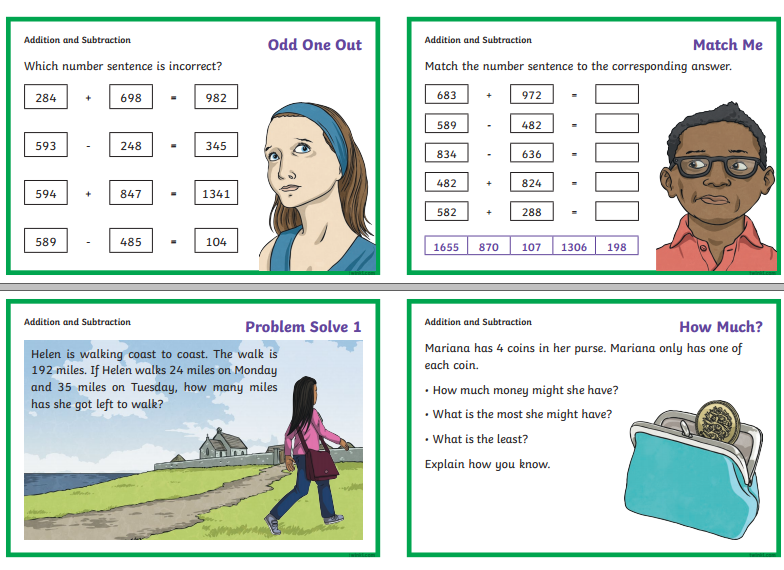 Addition and Subtraction
Odd One Out
Which number sentence is incorrect?
284 + 698 = 982
593 - 248 = 345
594 + 847 = 1341
589 - 485 = 104
Addition and Subtraction
Match Me
Match the number sentence to the corresponding answer.
683 + 972 =
589 - 482 =
834 - 636 =
482 + 824 =
582 + 288 =
1655 870 107 1306 198
Addition and Subtraction
Problem Solve 1
Helen is walking coast to coast. The walk is
192 miles. If Helen walks 24 miles on Monday
and 35 miles on Tuesday, how many miles
has she got left to walk?
Addition and Subtraction
How Much?
Mariana has 4 coins in her purse. Mariana only has one of
each coin.
• How much money might she have?
• What is the most she might have?
• What is the least?
Explain how you know.